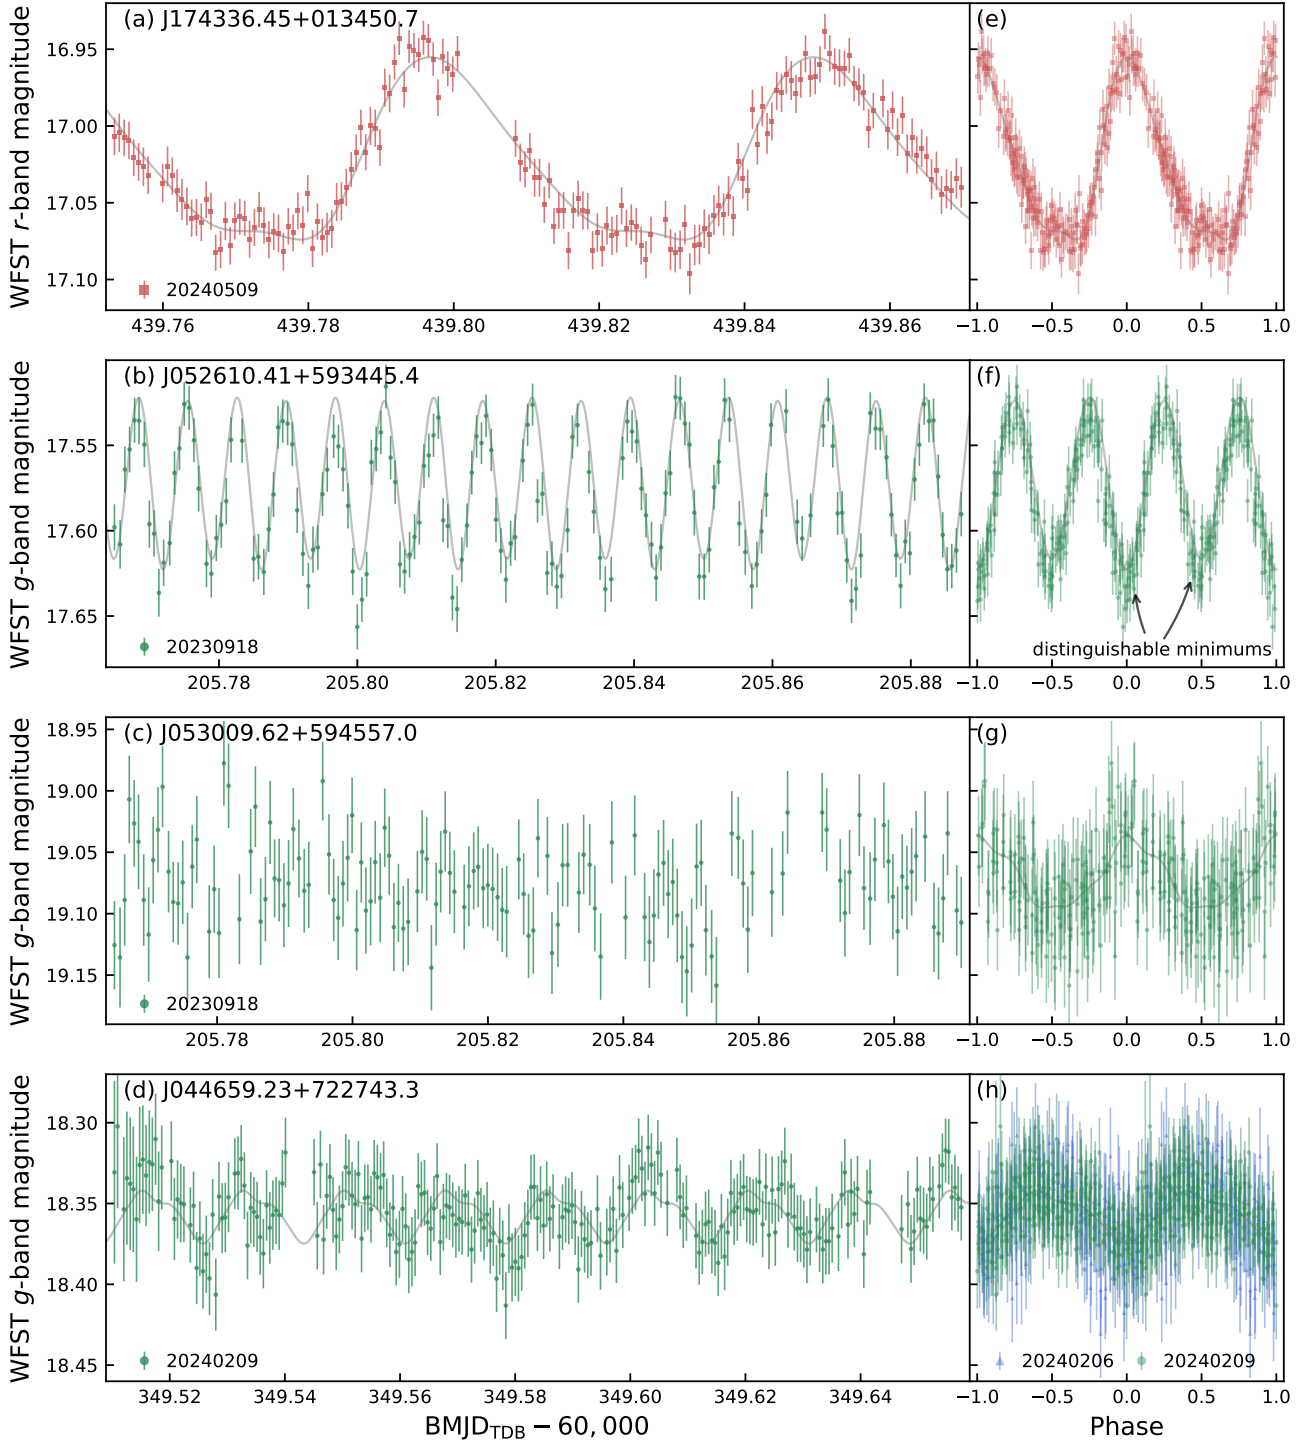 (a) J174336.45+013450.7
(e)
WFST r-band magnitude
16.95
17.00
17.05
17.10
20240509
439.76 439.78 439.80 439.82 439.84 439.86
−1.0 −0.5 0.0 0.5 1.0
(b) J052610.41+593445.4
(f)
WFST g-band magnitude
17.55
17.60
17.65
20230918
distinguishable minimums
205.78 205.80 205.82 205.84 205.86 205.88
−1.0 −0.5 0.0 0.5 1.0
(c) J053009.62+594557.0
(g)
WFST g-band magnitude
18.95
19.00
19.05
19.10
19.15
20230918
205.78 205.80 205.82 205.84 205.86 205.88
−1.0 −0.5 0.0 0.5 1.0
(d) J044659.23+722743.3
(h)
WFST g-band magnitude
18.30
18.35
18.40
18.45
20240209
20240206 20240209
349.52 349.54 349.56 349.58 349.60 349.62 349.64
−1.0 −0.5 0.0 0.5 1.0
BMJD_TDB − 60,000
Phase